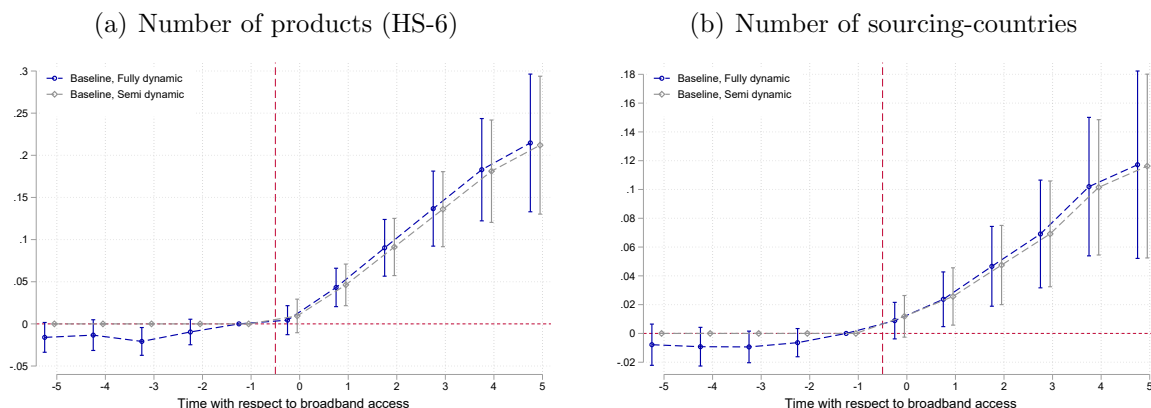 (a) Number of products (HS-6)
.3
.25
.2
.15
.1
.05
0
-.05
Baseline, Fully dynamic
Baseline, Semi dynamic
-5 -4 -3 -2 -1 0 1 2 3 4 5
Time with respect to broadband access
(b) Number of sourcing-countries
.18
.16
.14
.12
.1
.08
.06
.04
.02
0
-.02
Baseline, Fully dynamic
Baseline, Semi dynamic
-5 -4 -3 -2 -1 0 1 2 3 4 5
Time with respect to broadband access